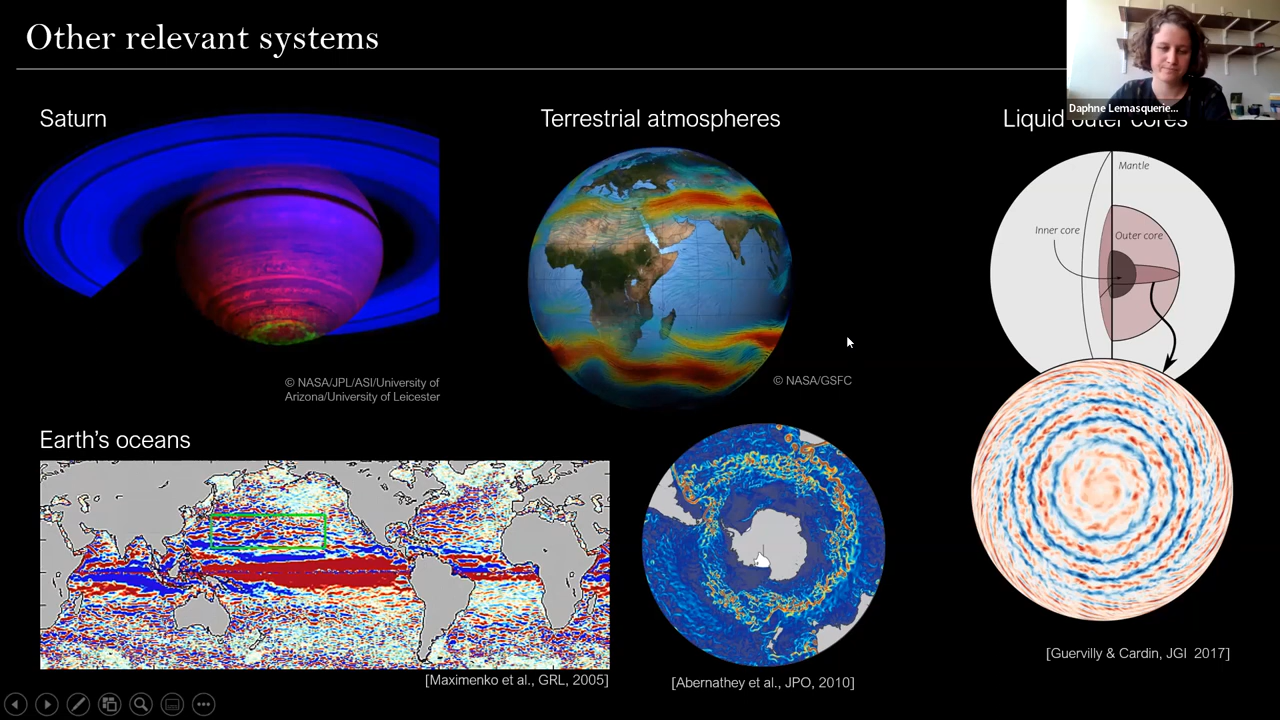 Other relevant systems
Daphne Lemasquerie...
Saturn
Terrestrial atmospheres
Liquid outer cores
Mantle
Inner core
Outer core
© NASA/JPL/ASI/University of
Arizona/University of Leicester
© NASA/GSFC
Earth's oceans
[Maximenko et al., GRL, 2005]
[Abernathey et al., JPO, 2010]
[Guervilly & Cardin, JGI 2017]